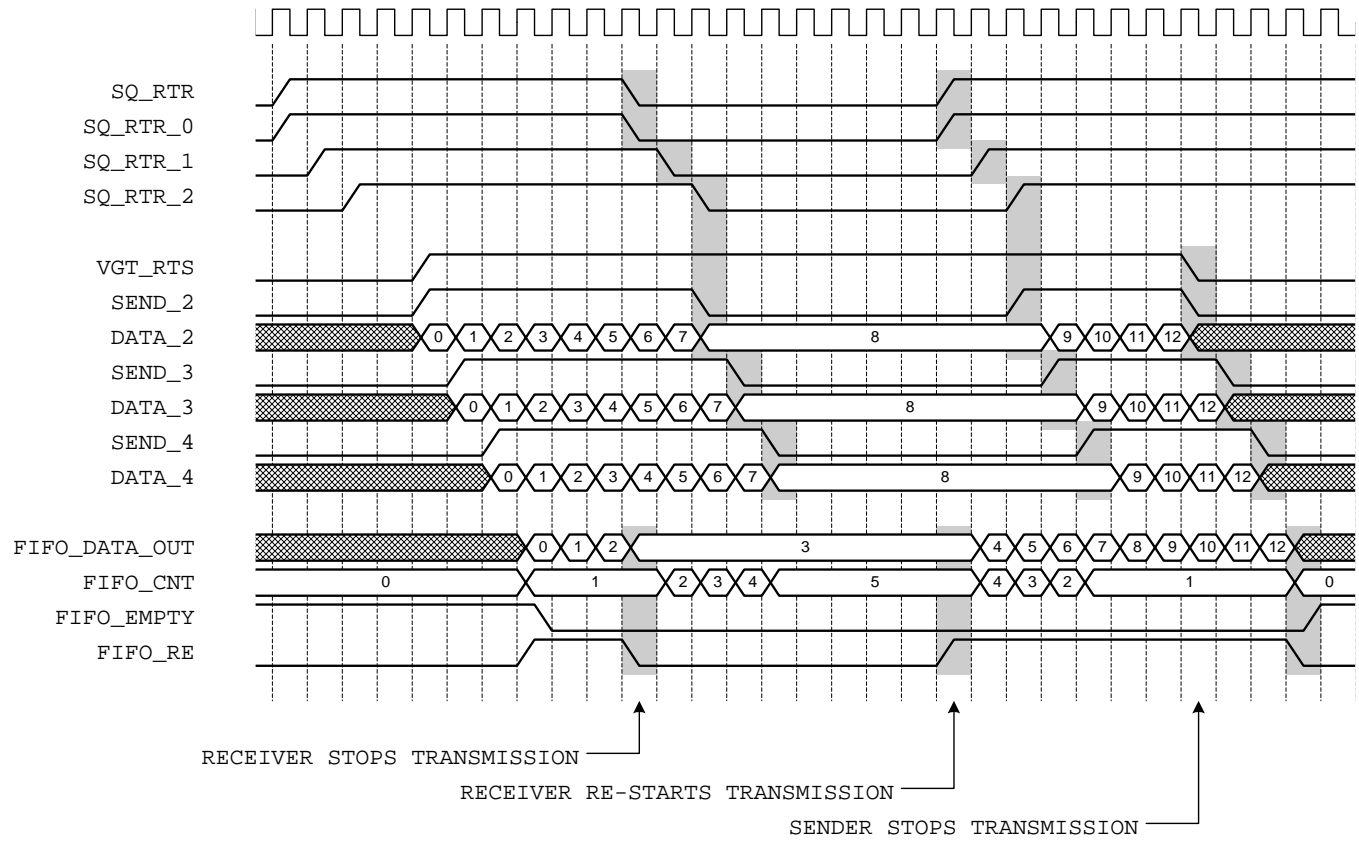 SQ_RTR
SQ_RTR_0
SQ_RTR_1
SQ_RTR_2
VGT_RTS
SEND_2
DATA_2 0 1 2 3 4 5 6 7 8 9 10 11 12
SEND_3
DATA_3 0 1 2 3 4 5 6 7 8 9 10 11 12
SEND_4
DATA_4 0 1 2 3 4 5 6 7 8 9 10 11 12
FIFO_DATA_OUT 0 1 2 3 4 5 6 7 8 9 10 11 12
FIFO_CNT 0 1 2 3 4 5 4 3 2 1 0
FIFO_EMPTY
FIFO_RE
RECEIVER STOPS TRANSMISSION
RECEIVER RE-STARTS TRANSMISSION
SENDER STOPS TRANSMISSION